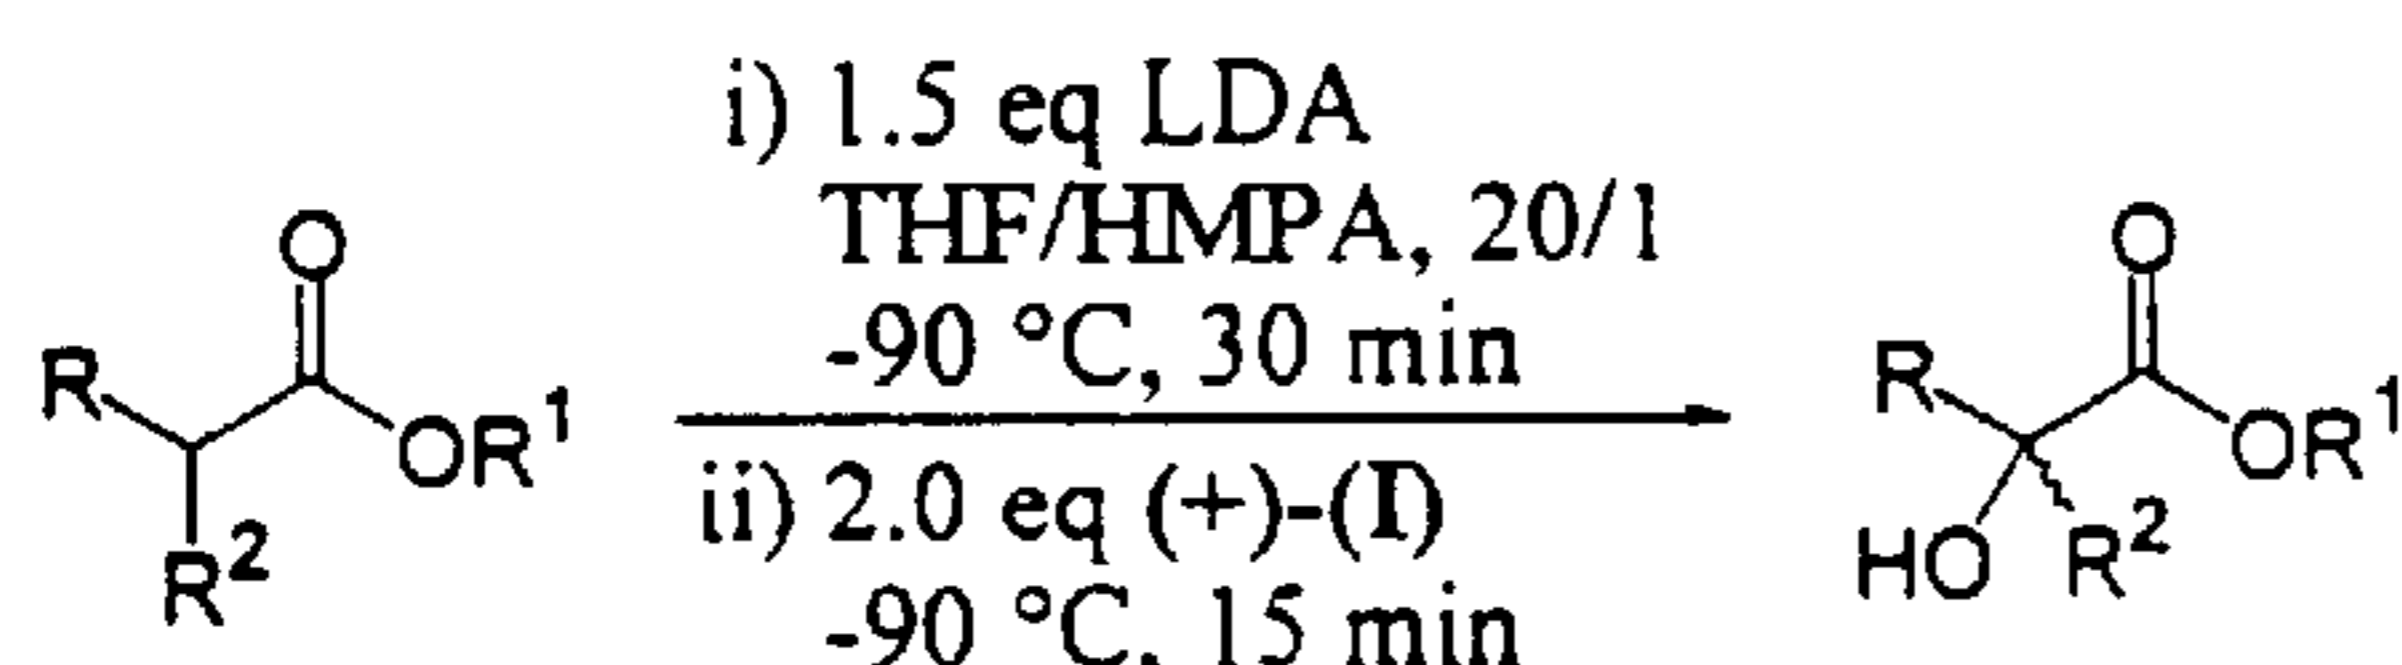 i) 1.5 eq LDA
THF/HMPA, 20/1
-90 °C, 30 min
ii) 2.0 eq (+)-(I)
-90 °C, 15 min
O
R
OR¹
R²
O
R
OR¹
HO
R²